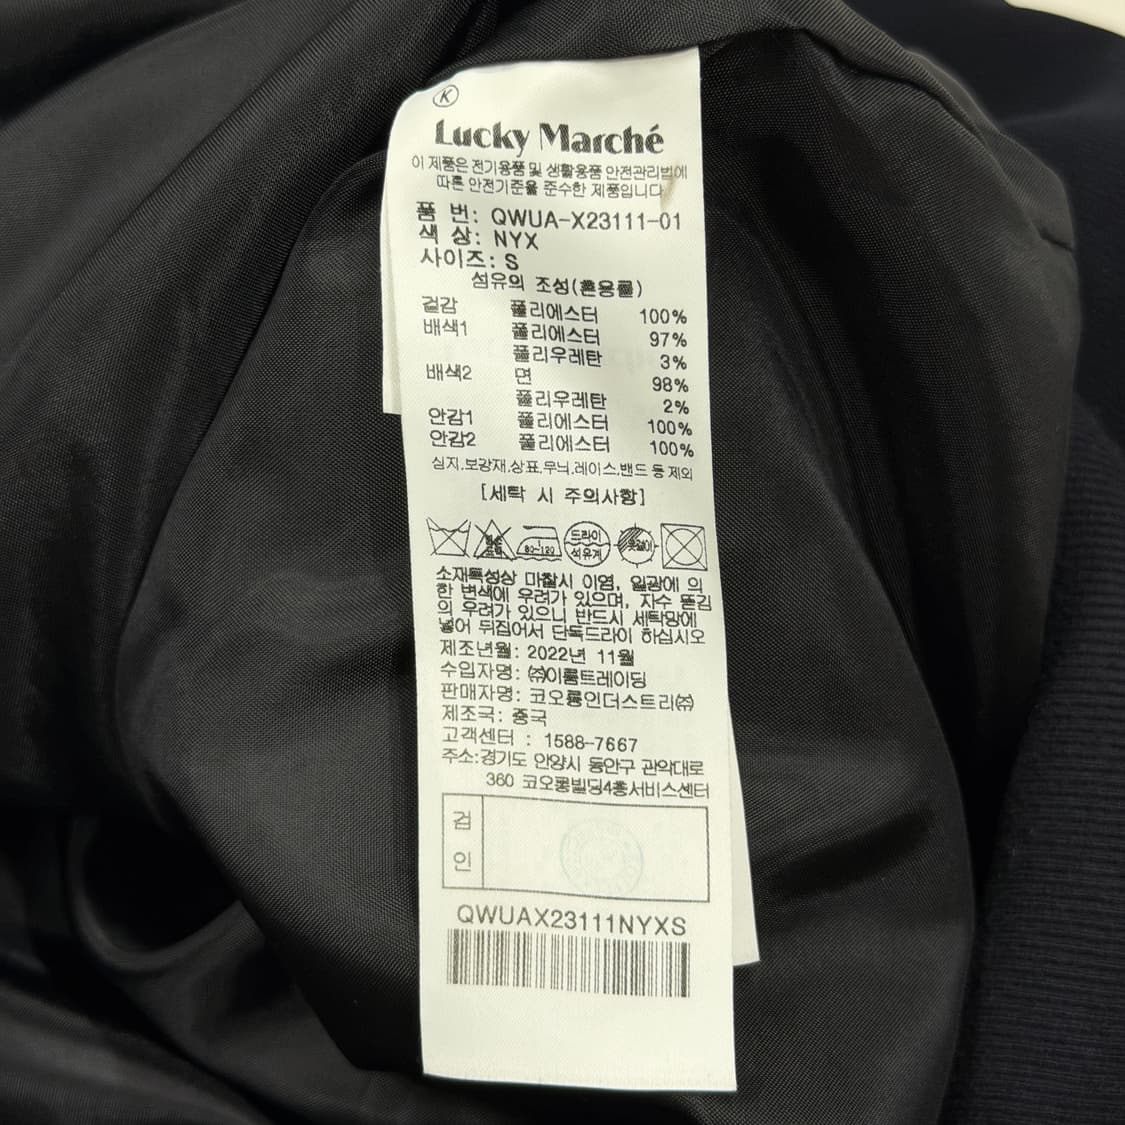 K
Lucky Marché
이 제품은 전기용품 및 생활용품 안전관리법에
따른 안전기준을 준수한 제품입니다
품 번: QWUA-X23111-01
색 상: NYX
사이즈: S
섬유의 조성(혼용률)
겉감 폴리에스터 100%
배색1 폴리에스터 97%
폴리우레탄 3%
배색2 면 98%
폴리우레탄 2%
안감1 폴리에스터 100%
안감2 폴리에스터 100%
심지,보강재,상표,무늬,레이스,밴드 등 제외
[세탁 시 주의사항]
80~120 드라이 옷걸이
석유계
소재특성상 마찰시 이염, 일광에 의
한 변색에 우려가 있으며, 자수 뜯김
의 우려가 있으니 반드시 세탁망에
넣어 뒤집어서 단독드라이 하십시오
제조년월: 2022년 11월
수입자명: ㈜이룸트레이딩
판매자명: 코오롱인더스트리㈜
제조국: 중국
고객센터 : 1588-7667
주소:경기도 안양시 동안구 관악대로
360 코오롱빌딩4층서비스센터
검
인
QWUAX23111NYXS